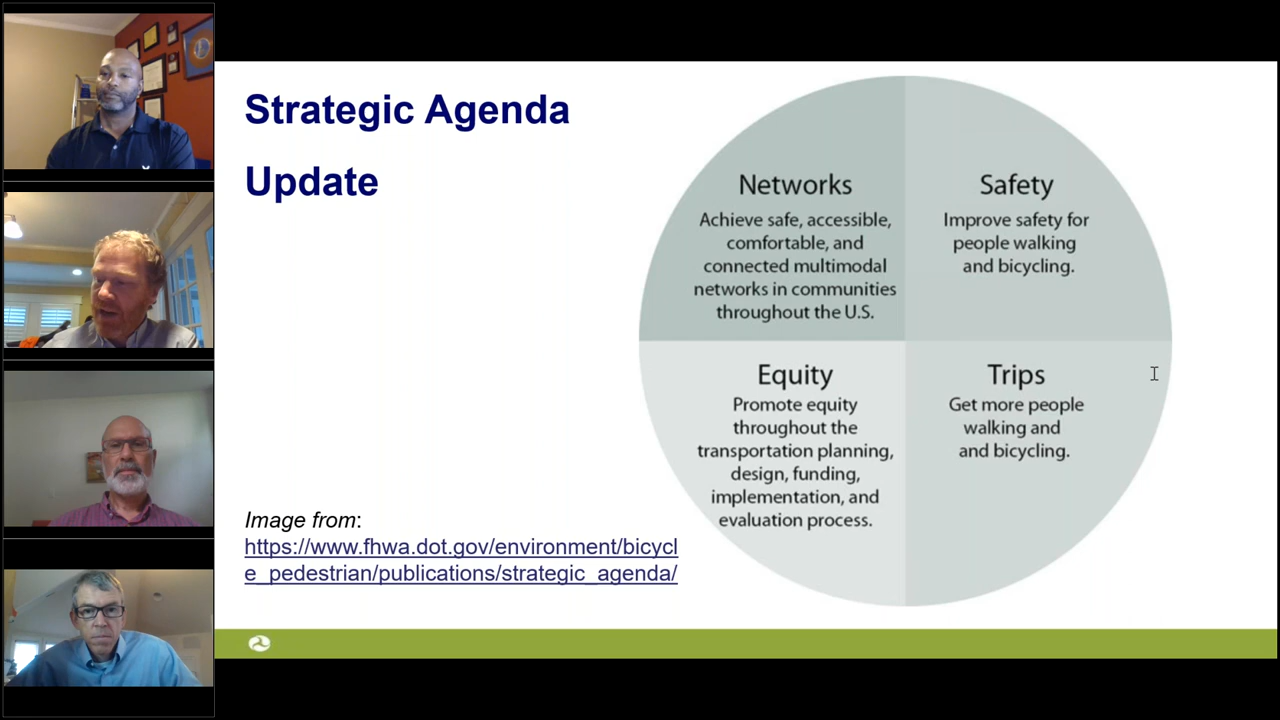 Strategic Agenda
Update
Networks
Achieve safe, accessible,
comfortable, and
connected multimodal
networks in communities
throughout the U.S.
Safety
Improve safety for
people walking
and bicycling.
Equity
Promote equity
throughout the
transportation planning,
design, funding,
implementation, and
evaluation process.
Trips
Get more people
walking and
and bicycling.
Image from:
https://www.fhwa.dot.gov/environment/bicycl
e_pedestrian/publications/strategic_agenda/